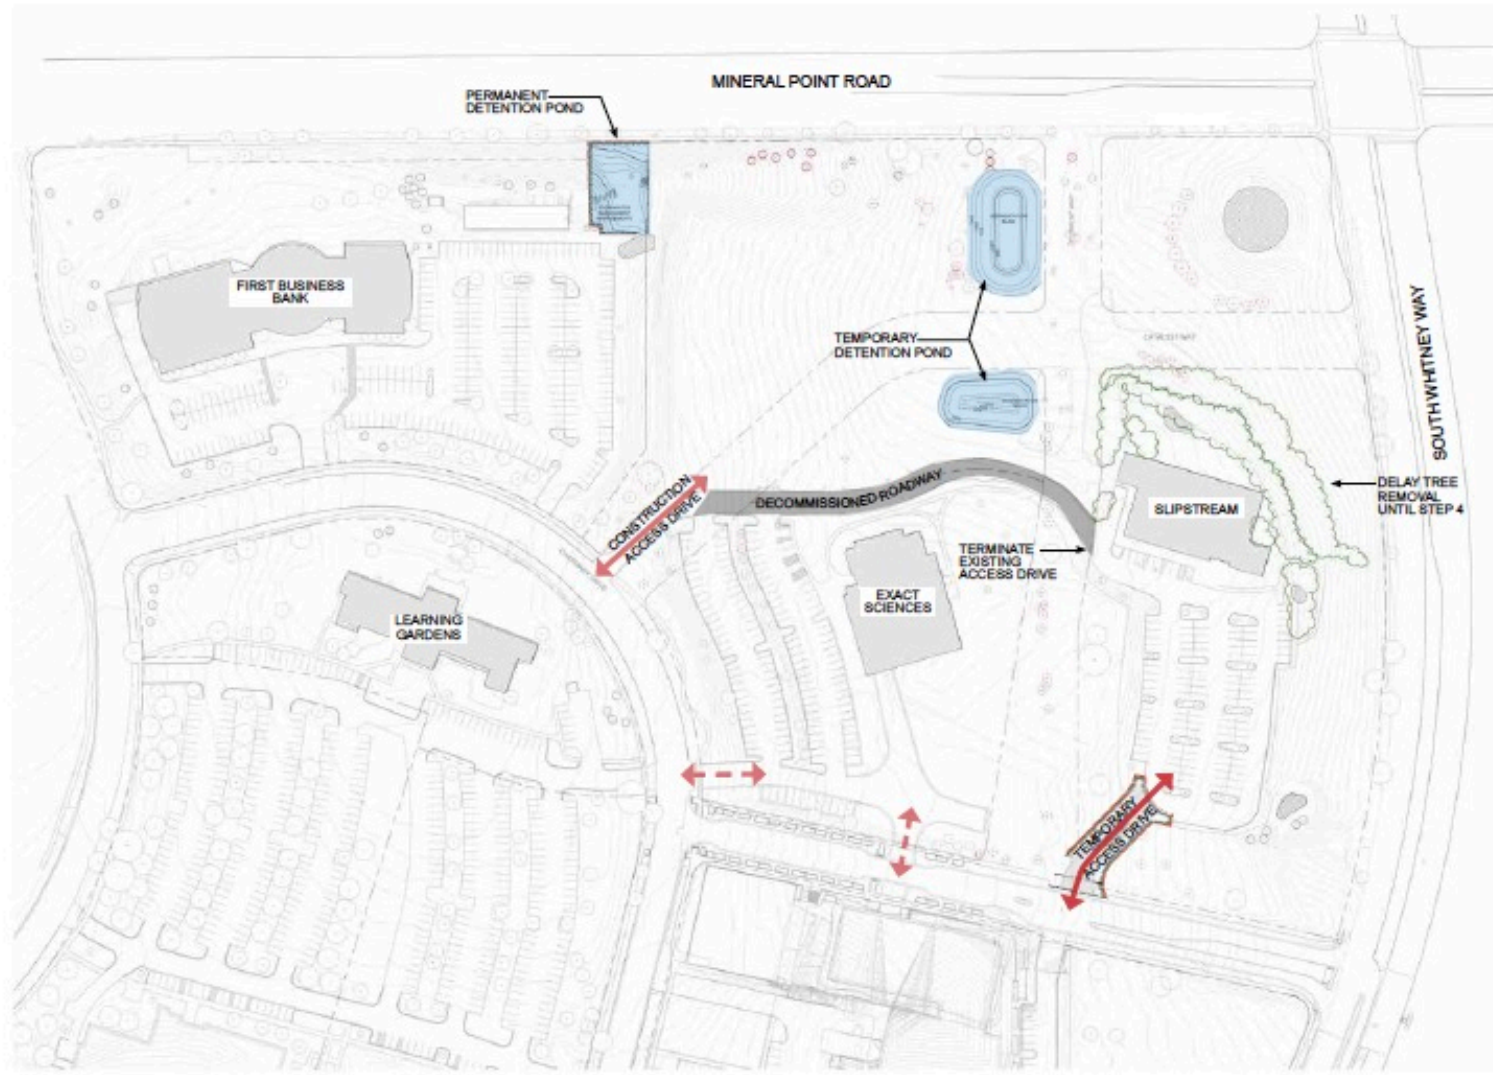 MINERAL POINT ROAD
PERMANENT
DETENTION POND
FIRST BUSINESS
BANK
TEMPORARY
DETENTION POND
SOUTH WHITNEY WAY
CONSTRUCTION
ACCESS DRIVE
DECOMMISSIONED ROADWAY
SLIPSTREAM
DELAY TREE
REMOVAL
UNTIL STEP 4
TERMINATE
EXISTING
ACCESS DRIVE
EXACT
SCIENCES
LEARNING
GARDENS
TEMPORARY
ACCESS DRIVE